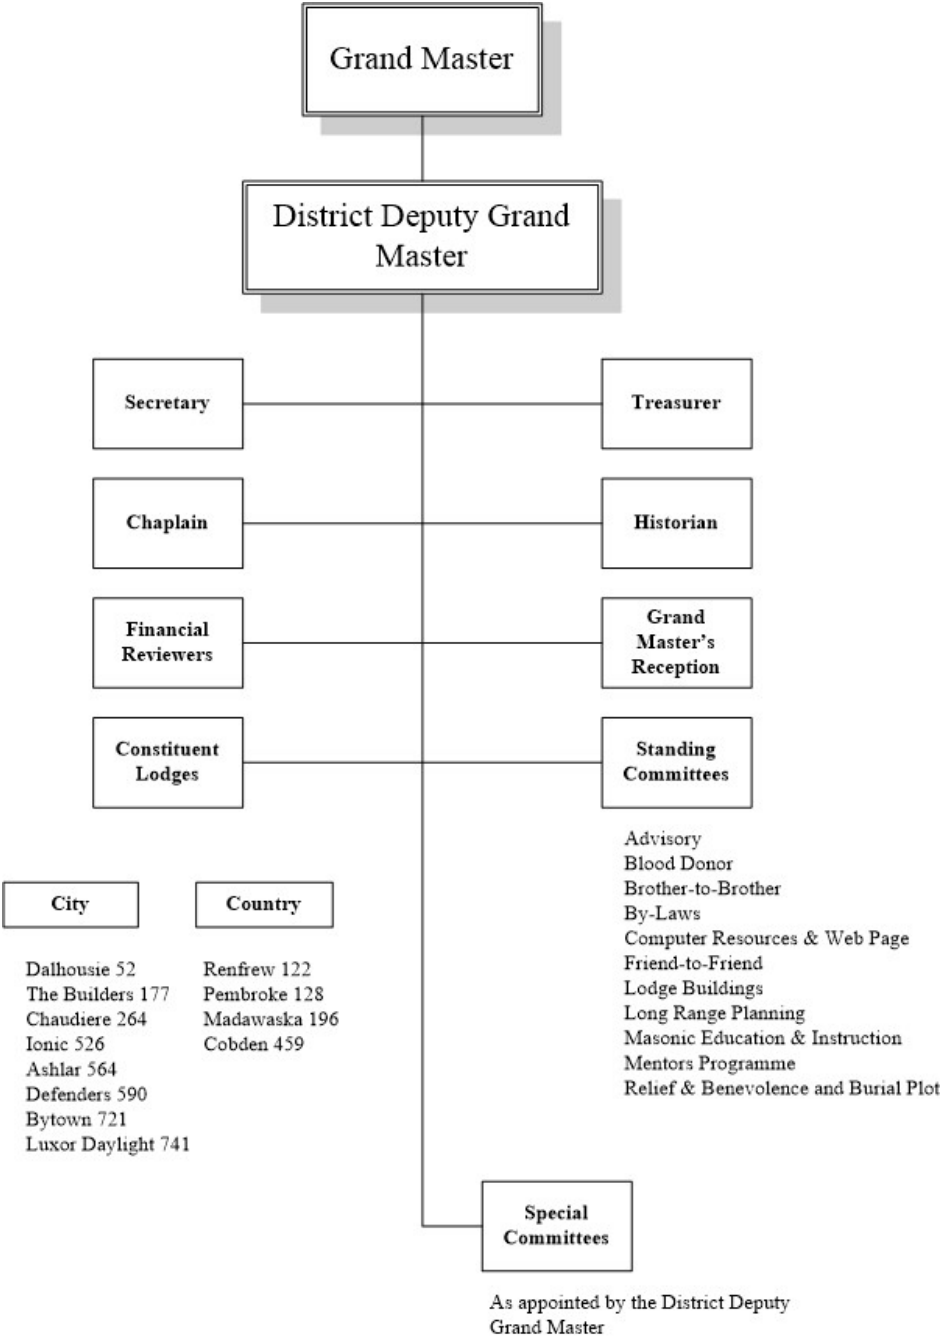 Grand Master
District Deputy Grand
Master
Secretary
Treasurer
Chaplain
Historian
Financial
Reviewers
Grand
Master’s
Reception
Constituent
Lodges
Standing
Committees
Advisory
Blood Donor
Brother-to-Brother
By-Laws
Computer Resources & Web Page
Friend-to-Friend
Lodge Buildings
Long Range Planning
Masonic Education & Instruction
Mentors Programme
Relief & Benevolence and Burial Plot
City
Dalhousie 52
The Builders 177
Chaudiere 264
Ionic 526
Ashlar 564
Defenders 590
Bytown 721
Luxor Daylight 741
Country
Renfrew 122
Pembroke 128
Madawaska 196
Cobden 459
Special
Committees
As appointed by the District Deputy
Grand Master